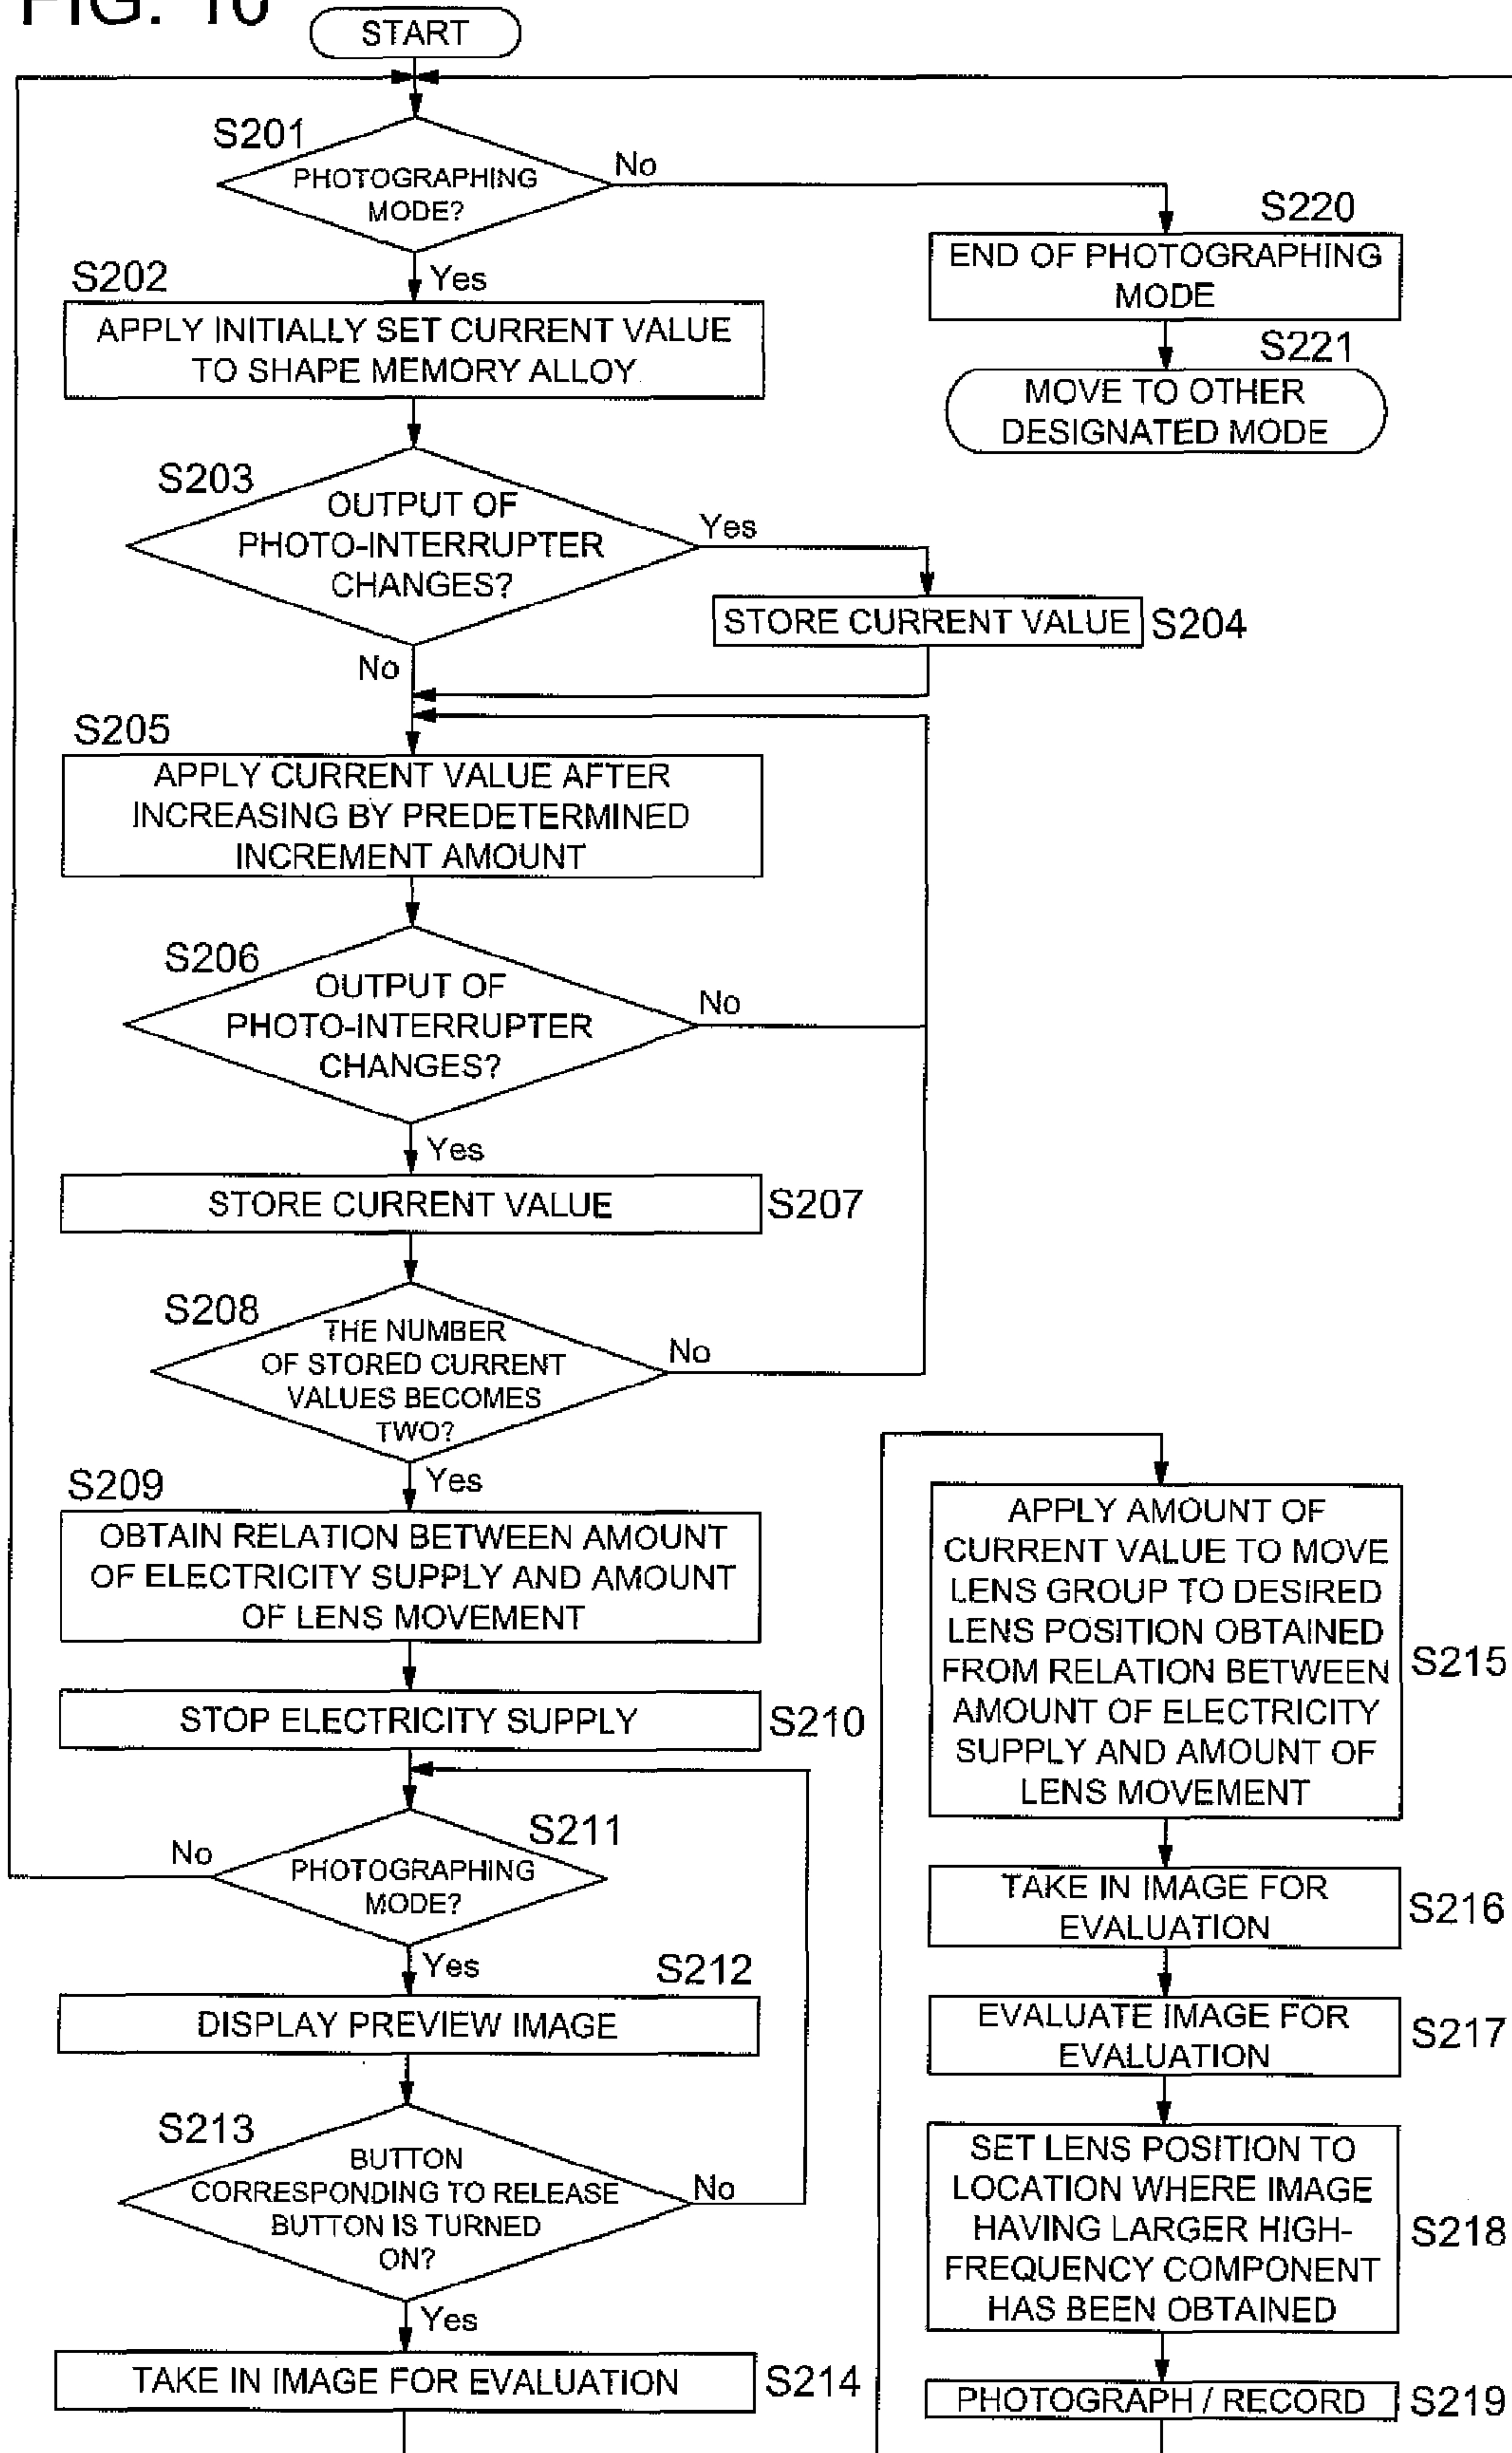 FIG. 10
START
S201
PHOTOGRAPHING
MODE?
No
Yes
S220
END OF PHOTOGRAPHING
MODE
S221
MOVE TO OTHER
DESIGNATED MODE
S202
APPLY INITIALLY SET CURRENT VALUE
TO SHAPE MEMORY ALLOY
S203
OUTPUT OF
PHOTO-INTERRUPTER
CHANGES?
Yes
No
STORE CURRENT VALUE
S204
S205
APPLY CURRENT VALUE AFTER
INCREASING BY PREDETERMINED
INCREMENT AMOUNT
S206
OUTPUT OF
PHOTO-INTERRUPTER
CHANGES?
No
Yes
STORE CURRENT VALUE
S207
S208
THE NUMBER
OF STORED CURRENT
VALUES BECOMES
TWO?
No
Yes
S209
OBTAIN RELATION BETWEEN AMOUNT
OF ELECTRICITY SUPPLY AND AMOUNT
OF LENS MOVEMENT
STOP ELECTRICITY SUPPLY
S210
S211
PHOTOGRAPHING
MODE?
No
Yes
S212
DISPLAY PREVIEW IMAGE
S213
BUTTON
CORRESPONDING TO RELEASE
BUTTON IS TURNED
ON?
No
Yes
TAKE IN IMAGE FOR EVALUATION
S214
APPLY AMOUNT OF
CURRENT VALUE TO MOVE
LENS GROUP TO DESIRED
LENS POSITION OBTAINED
FROM RELATION BETWEEN
AMOUNT OF ELECTRICITY
SUPPLY AND AMOUNT OF
LENS MOVEMENT
S215
TAKE IN IMAGE FOR
EVALUATION
S216
EVALUATE IMAGE FOR
EVALUATION
S217
SET LENS POSITION TO
LOCATION WHERE IMAGE
HAVING LARGER HIGH-
FREQUENCY COMPONENT
HAS BEEN OBTAINED
S218
PHOTOGRAPH / RECORD
S219